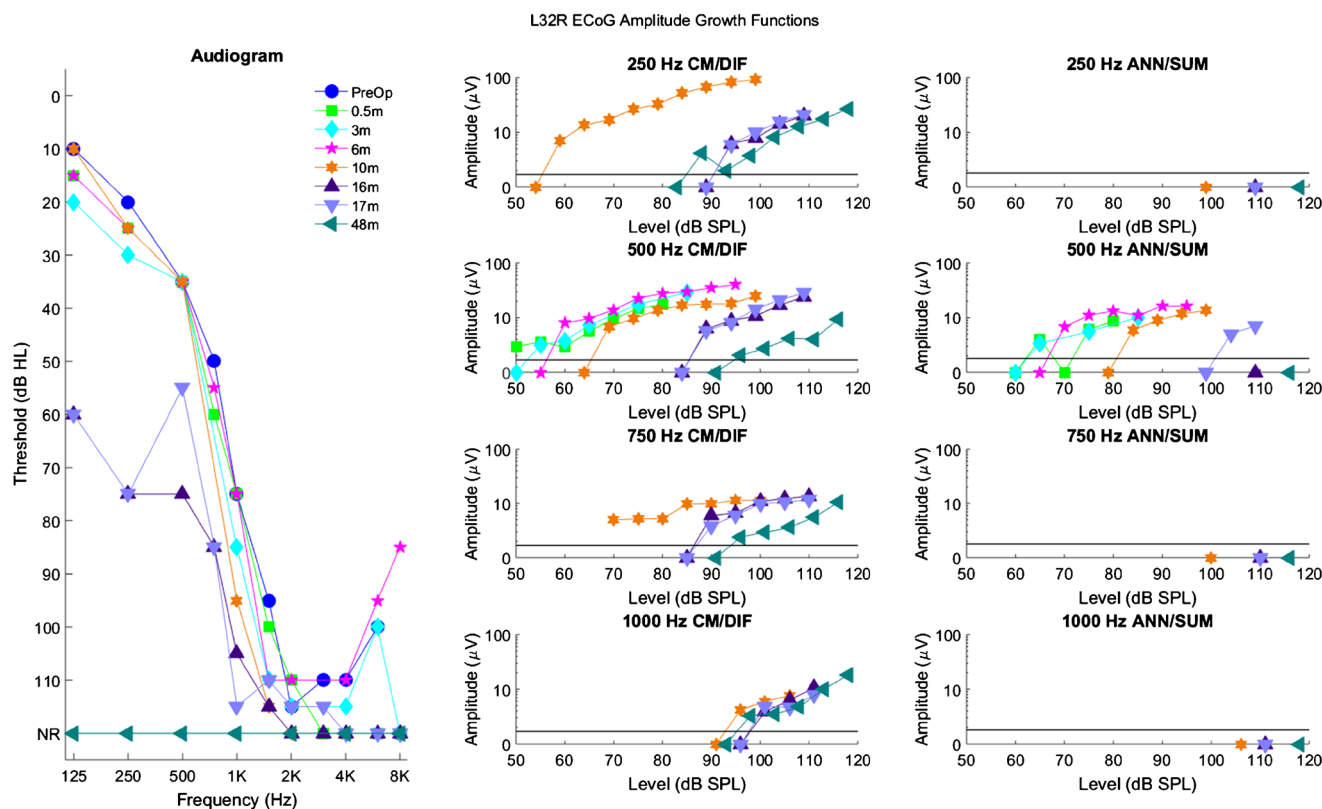 L32R ECoG Amplitude Growth Functions
Audiogram
0
10
20
30
40
50
60
70
80
90
100
110
NR
Threshold (dB HL)
125 250 500 1K 2K 4K 8K
Frequency (Hz)
PreOp
0.5m
3m
6m
10m
16m
17m
48m
250 Hz CM/DIF
Amplitude (μV)
100
10
0
50 60 70 80 90 100 110 120
Level (dB SPL)
250 Hz ANN/SUM
Amplitude (μV)
100
10
0
50 60 70 80 90 100 110 120
Level (dB SPL)
500 Hz CM/DIF
Amplitude (μV)
100
10
0
50 60 70 80 90 100 110 120
Level (dB SPL)
500 Hz ANN/SUM
Amplitude (μV)
100
10
0
50 60 70 80 90 100 110 120
Level (dB SPL)
750 Hz CM/DIF
Amplitude (μV)
100
10
0
50 60 70 80 90 100 110 120
Level (dB SPL)
750 Hz ANN/SUM
Amplitude (μV)
100
10
0
50 60 70 80 90 100 110 120
Level (dB SPL)
1000 Hz CM/DIF
Amplitude (μV)
100
10
0
50 60 70 80 90 100 110 120
Level (dB SPL)
1000 Hz ANN/SUM
Amplitude (μV)
100
10
0
50 60 70 80 90 100 110 120
Level (dB SPL)